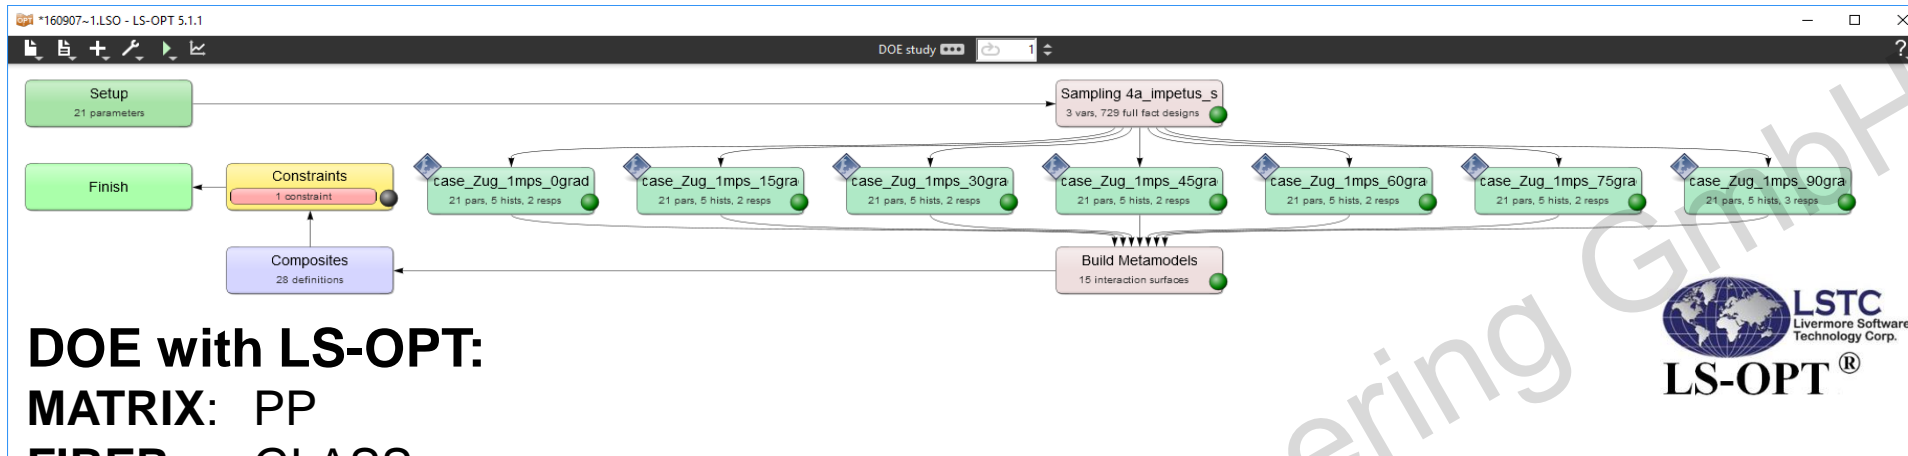 *160907~1.LSO - LS-OPT 5.1.1
DOE study 1
?
Setup
21 parameters
Sampling 4a_impetus_s
3 vars, 729 full fact designs
Finish
Constraints
1 constraint
case_Zug_1mps_0grad
21 pars, 5 hists, 2 resps
case_Zug_1mps_15gra
21 pars, 5 hists, 2 resps
case_Zug_1mps_30gra
21 pars, 5 hists, 2 resps
case_Zug_1mps_45gra
21 pars, 5 hists, 2 resps
case_Zug_1mps_60gra
21 pars, 5 hists, 2 resps
case_Zug_1mps_75gra
21 pars, 5 hists, 2 resps
case_Zug_1mps_90gra
21 pars, 5 hists, 3 resps
Composites
28 definitions
Build Metamodels
15 interaction surfaces
LSTC
Livermore Software
Technology Corp.
LS-OPT ®
DOE with LS-OPT:
MATRIX: PP
FIBER GLASS
ering GmbH